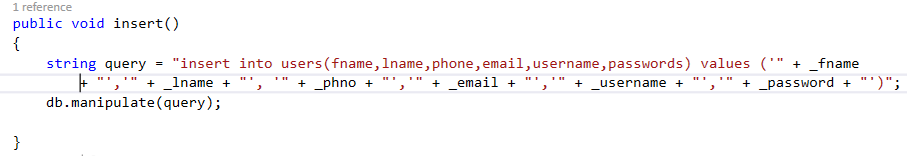 1 reference
public void insert()
{
string query = "insert into users(fname,lname,phone,email,username,passwords) values ('" + _fname
+ "','" + _lname + "', '" + _phno + "','" + _email + "','" + _username + "','" + _password + "')";
db.manipulate(query);
}